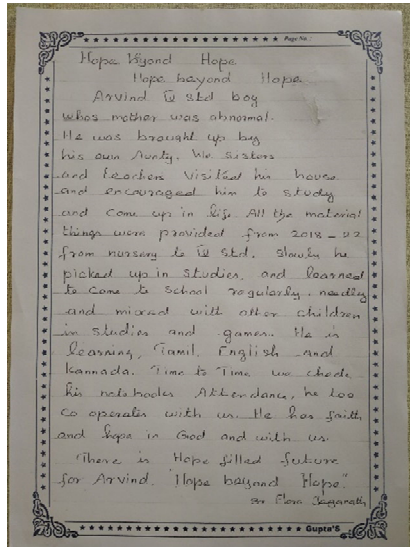 Page No :
Hope Byond Hope
Hope beyond Hope
Arvind V std boy
whos mother was abnormal.
He was brought up by
his own Aunty. We sisters
and teachers visited his house
and encouraged him to study
and come up in life. All the material
things were provided from 2018 - 22
from nursery to V Std. Slowly he
picked up in studies, and learned
to come to school regularly, needly
and mixed with other children
in studies and games. He is
learning, Tamil, English and
Kannada. Time to Time we check
his notebooks Attendance, he too
co operates with us. He has faith
and hope in God and with us.
There is Hope filled future
for Arvind. "Hope beyond Hope".
Sr Flora Jaganath
Gupta'S